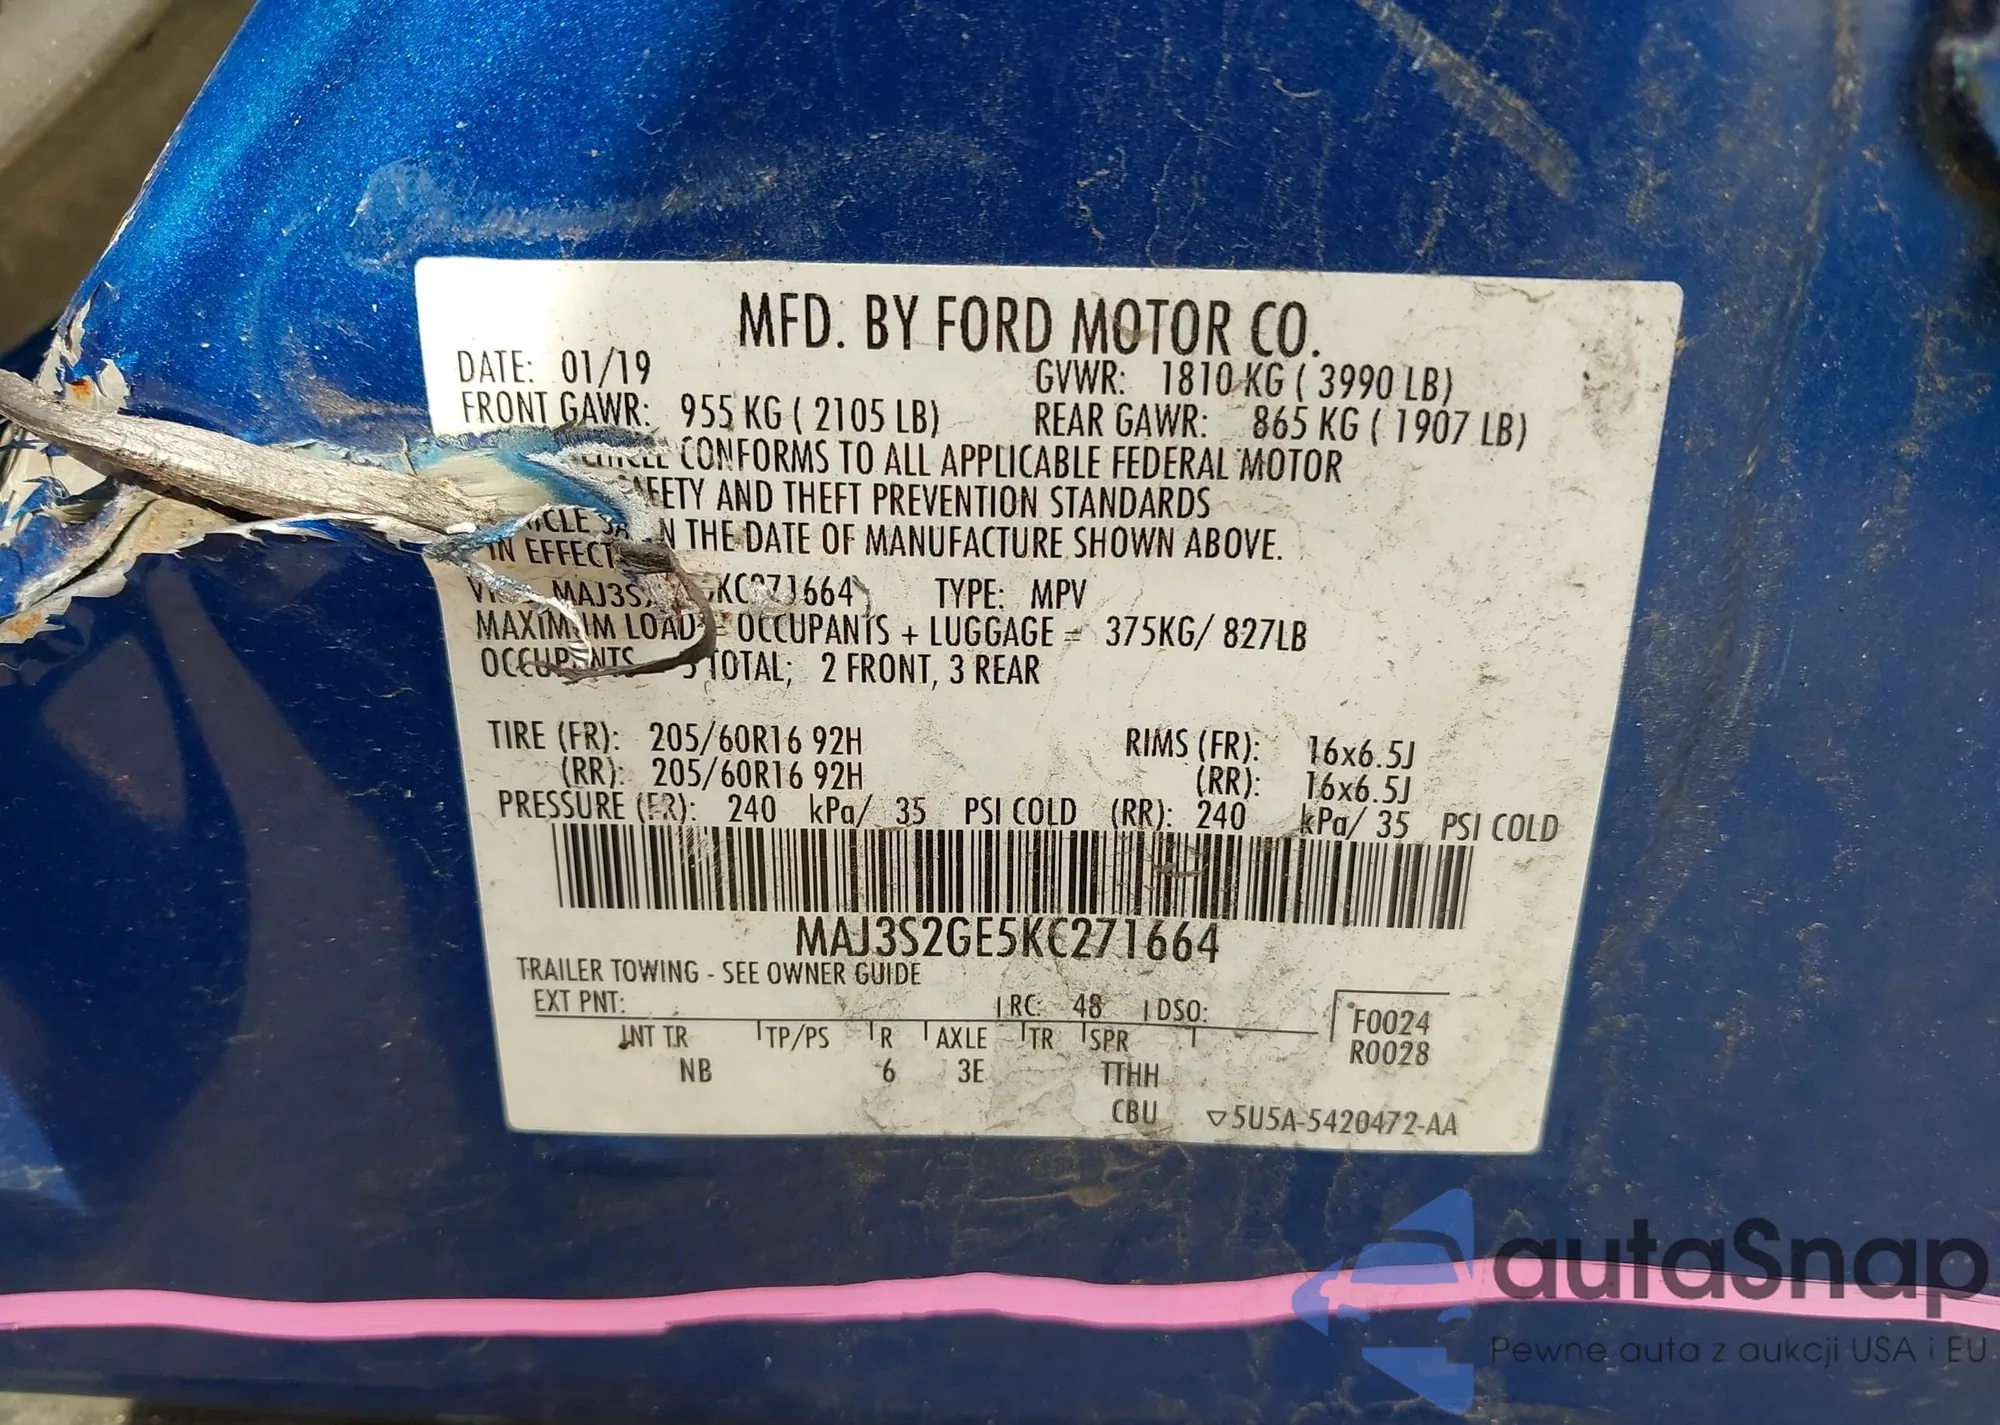 MFD. BY FORD MOTOR CO.
DATE: 01/19 GVWR: 1810 KG ( 3990 LB)
FRONT GAWR: 955 KG ( 2105 LB) REAR GAWR: 865 KG ( 1907 LB)
CONFORMS TO ALL APPLICABLE FEDERAL MOTOR
AND THEFT PREVENTION STANDARDS
IN EFFECT THE DATE OF MANUFACTURE SHOWN ABOVE.
TYPE: MPV
MAXIMUM LOAD = OCCUPANTS + LUGGAGE = 375KG/ 827LB
OCCUPANTS 5 TOTAL; 2 FRONT, 3 REAR
TIRE (FR): 205/60R16 92H RIMS (FR): 16x6.5J
(RR): 205/60R16 92H (RR): 16x6.5J
PRESSURE (FR): 240 kPa/ 35 PSI COLD (RR): 240 kPa/ 35 PSI COLD
MAJ3S2GE5KC271664
TRAILER TOWING - SEE OWNER GUIDE
EXT PNT: RC: 48 DSO:
F0024
R0028
INT TR TP/PS R AXLE TR SPR
NB 6 3E TTHH
CBU ▽5U5A-5420472-AA
autaSnap
Pewne auta z aukcji USA i EU